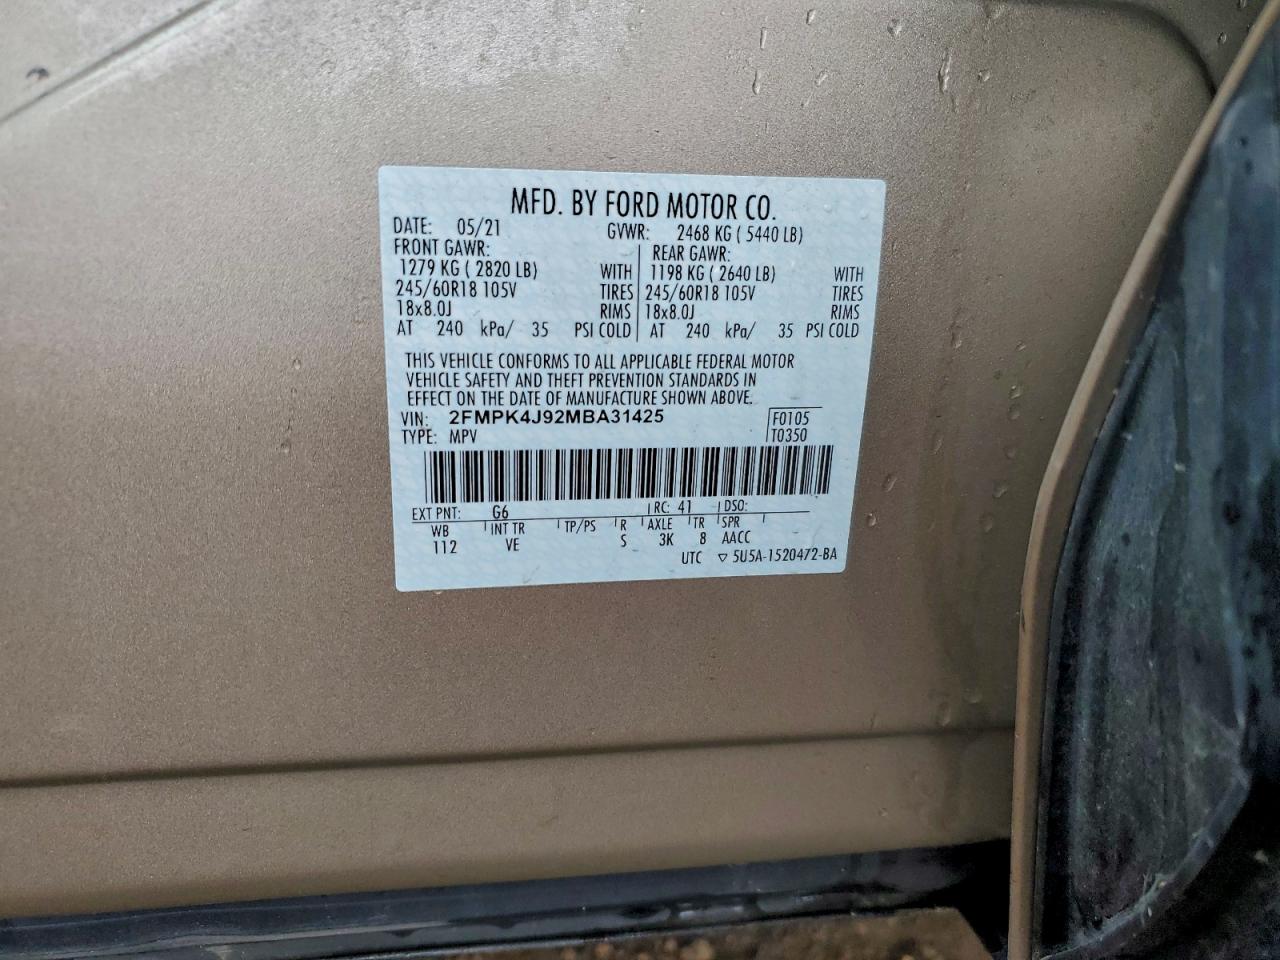 MFD. BY FORD MOTOR CO.
DATE: 05/21 GVWR: 2468 KG ( 5440 LB)
FRONT GAWR: REAR GAWR:
1279 KG ( 2820 LB) WITH 1198 KG ( 2640 LB) WITH
245/60R18 105V TIRES 245/60R18 105V TIRES
18x8.0J RIMS 18x8.0J RIMS
AT 240 kPa/ 35 PSI COLD AT 240 kPa/ 35 PSI COLD
THIS VEHICLE CONFORMS TO ALL APPLICABLE FEDERAL MOTOR
VEHICLE SAFETY AND THEFT PREVENTION STANDARDS IN
EFFECT ON THE DATE OF MANUFACTURE SHOWN ABOVE.
VIN: 2FMPK4J92MBA31425 F0105
TYPE: MPV T0350
EXT PNT: G6 RC: 41 DSO:
WB INT TR TP/PS R AXLE TR SPR
112 VE S 3K 8 AACC
UTC ▽ 5U5A-1520472-BA